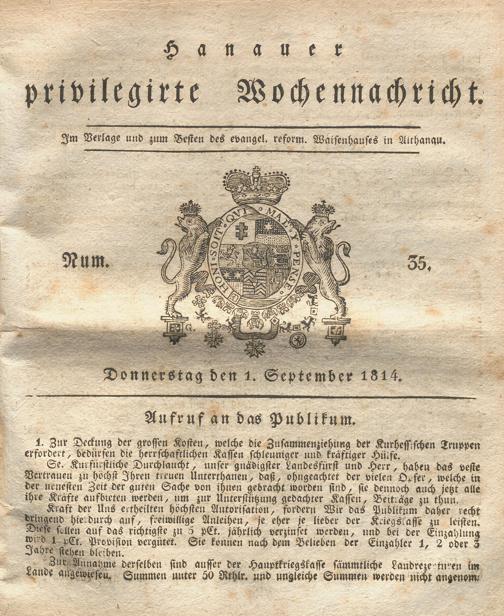 Hanauer
privilegirte Wochennachricht.
Im Verlage und zum Besten des evangel. reform. Waisenhauses in Althanau.
HONI · SOIT · QUI · MAL · Y · PENSE
Num. 35.
G.
Donnerstag den 1. September 1814.
Aufruf an das Publikum.
1. Zur Deckung der grossen Kosten, welche die Zusammenziehung der Kurhessischen Truppen
erfordert, bedürfen die herrschaftlichen Kassen schleuniger und kräftiger Hülfe.
Se. Kurfürstliche Durchlaucht, unser gnädigster Landesfürst und Herr, haben das veste
Vertrauen zu höchst Ihren treuen Unterthanen, daß, ohngeachtet der vielen Opfer, welche in
der neuesten Zeit der guten Sache von ihnen gebracht worden sind, sie dennoch auch jetzt alle
ihre Kräfte aufbieten werden, um zur Unterstützung gedachter Kassen, Beiträge zu thun.
Kraft der Uns ertheilten höchsten Autorisation, fordern Wir das Publikum daher recht
dringend hierdurch auf, freiwillige Anleihen, je eher je lieber der Kriegskasse zu leisten.
Diese sollen auf das richtigste zu 5 pCt. jährlich verzinset werden, und bei der Einzahlung
wird 1 pCt. Provision vergütet. Sie können nach dem Belieben der Einzahler 1, 2 oder 3
Jahre stehen bleiben.
Zur Annahme derselben sind ausser der Hauptkriegskasse sämmtliche Landrezepturen im
Lande angewiesen. Summen unter 50 Rthlr. und ungleiche Summen werden nicht angenom⸗